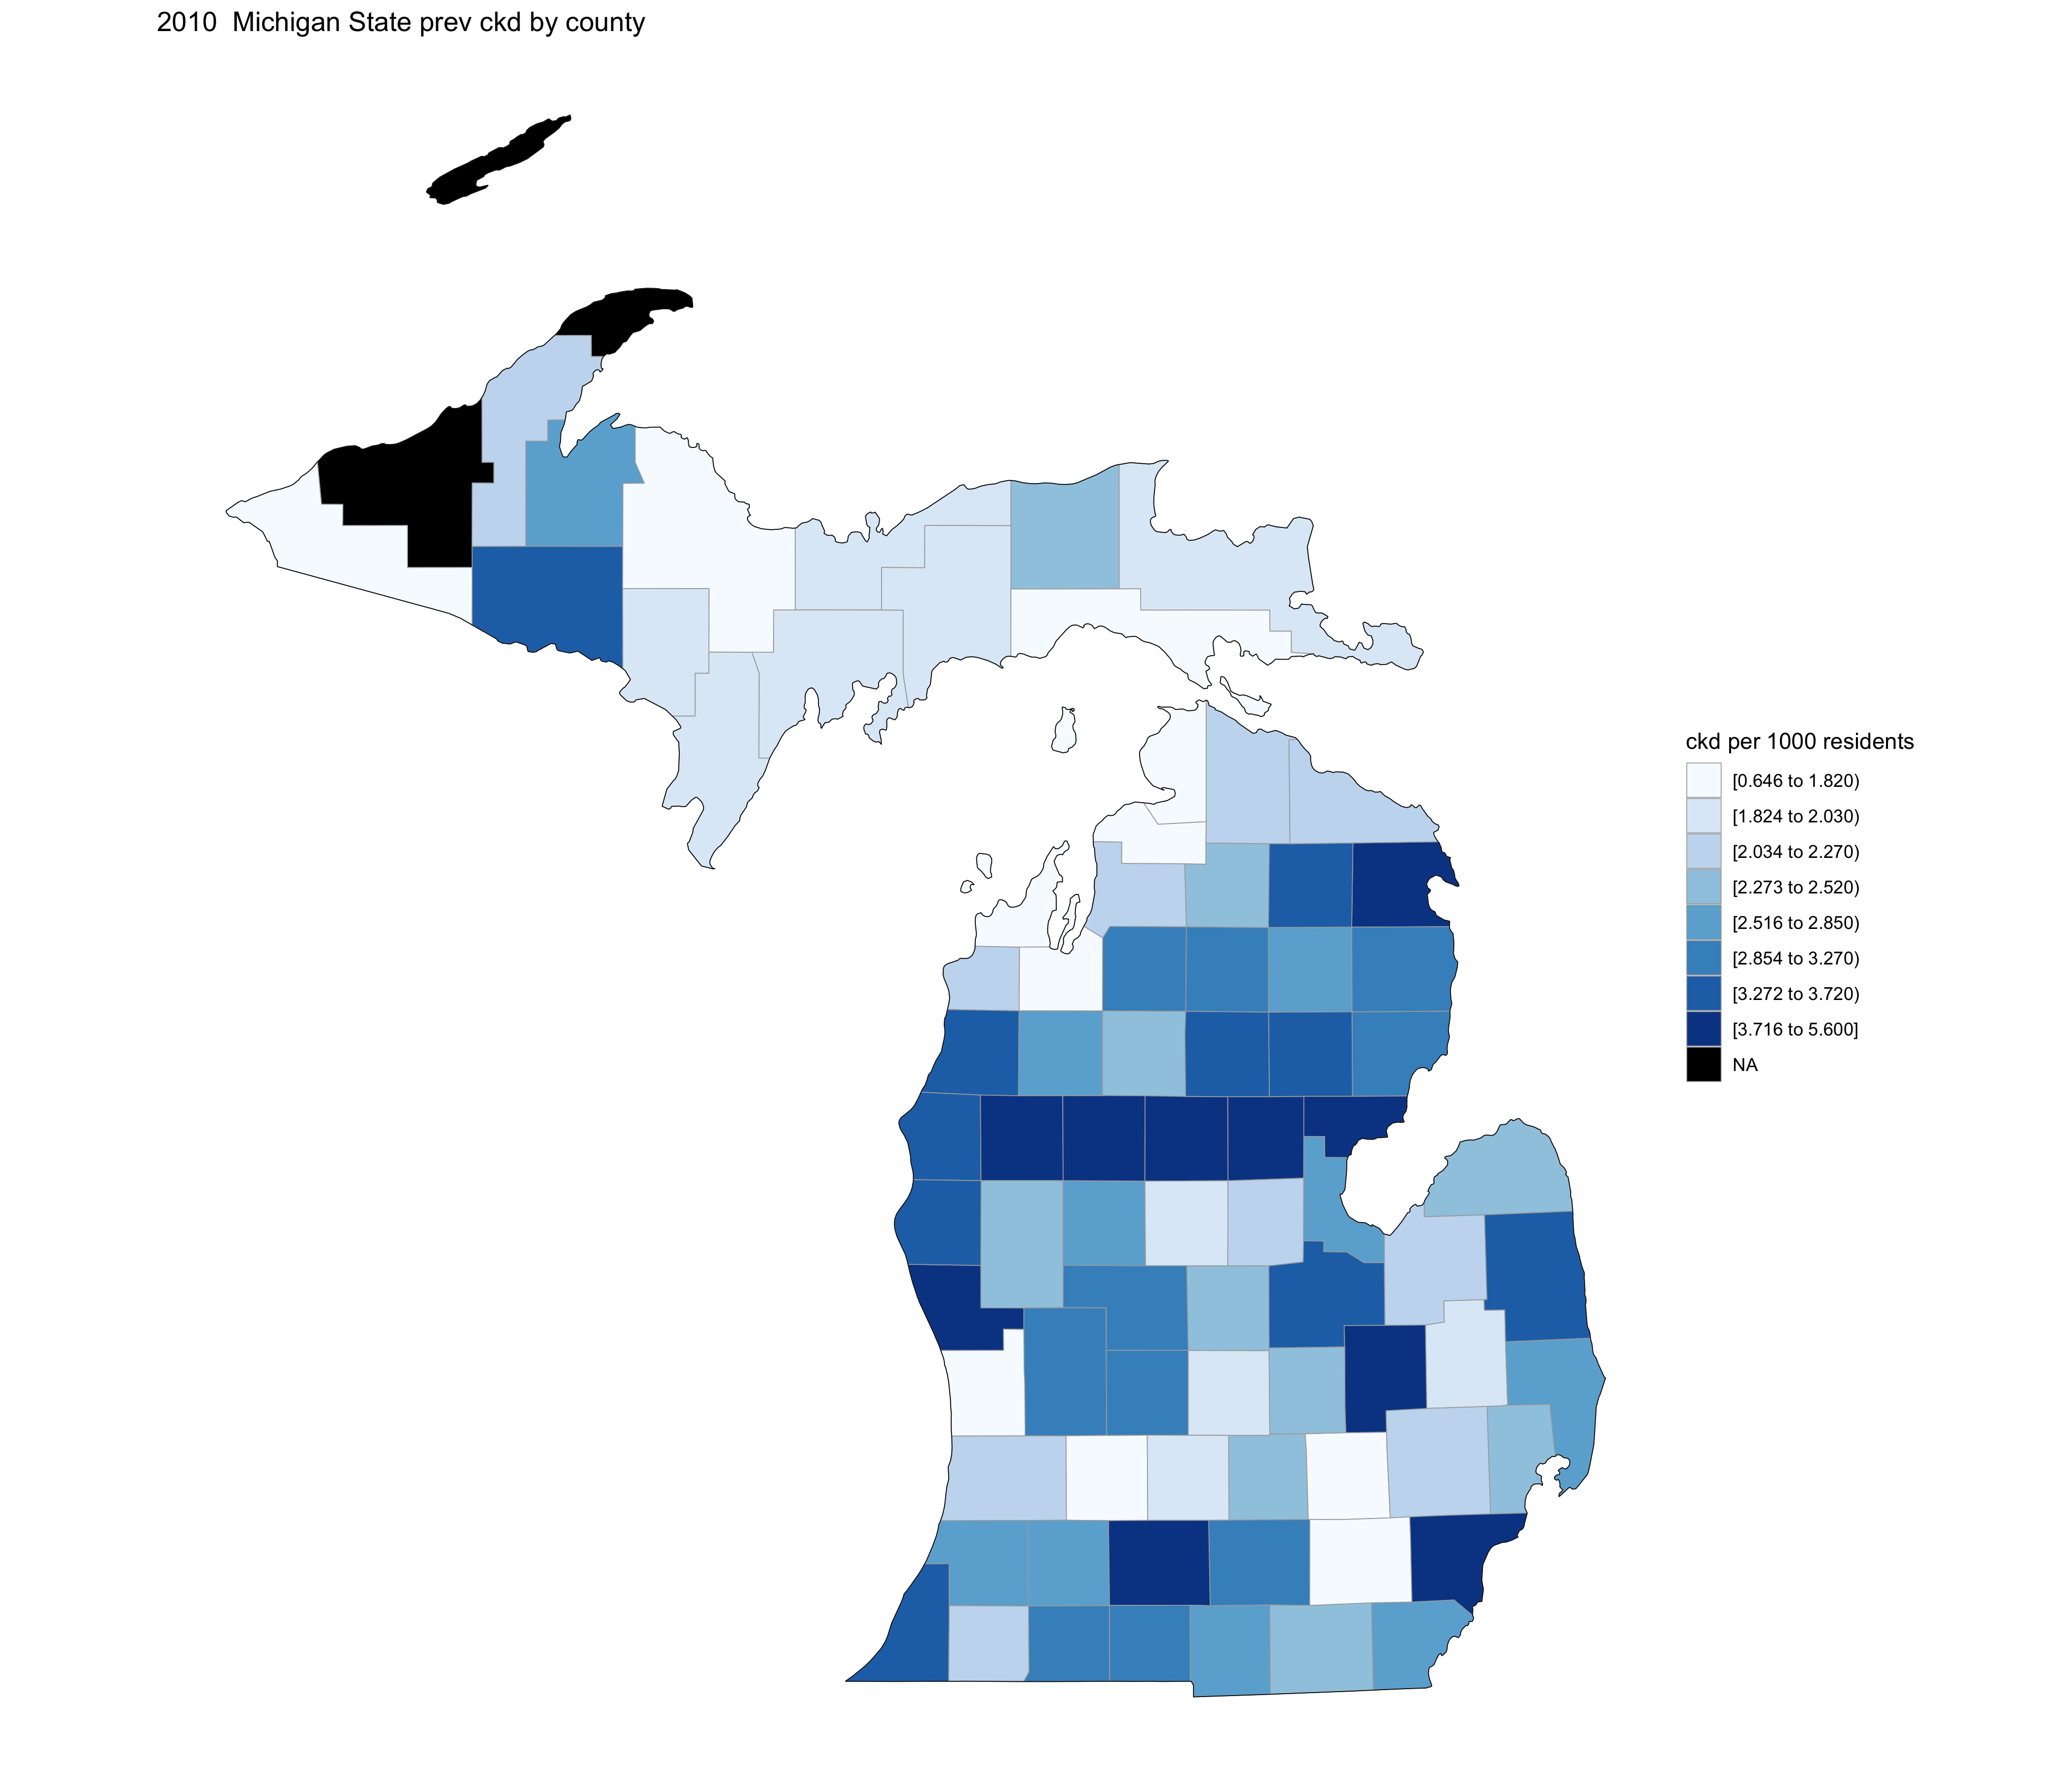 2010  Michigan State prev ckd by county
ckd per 1000 residents
[0.646 to 1.820)
[1.824 to 2.030)
[2.034 to 2.270)
[2.273 to 2.520)
[2.516 to 2.850)
[2.854 to 3.270)
[3.272 to 3.720)
[3.716 to 5.600]
NA